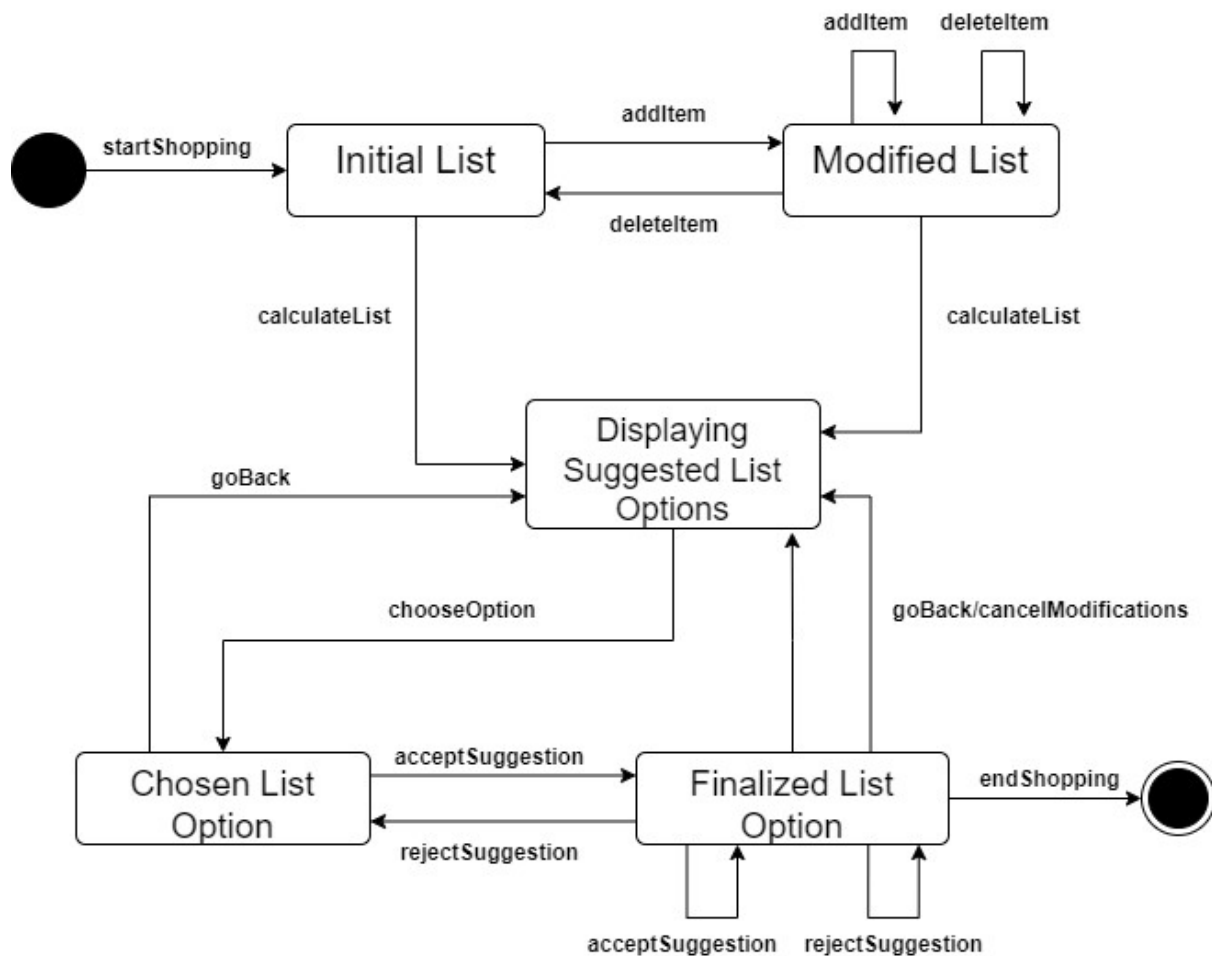 addItem
deleteItem
startShopping
Initial List
addItem
Modified List
deleteItem
calculateList
calculateList
Displaying
Suggested List
Options
goBack
chooseOption
goBack/cancelModifications
Chosen List
Option
acceptSuggestion
rejectSuggestion
Finalized List
Option
endShopping
acceptSuggestion
rejectSuggestion